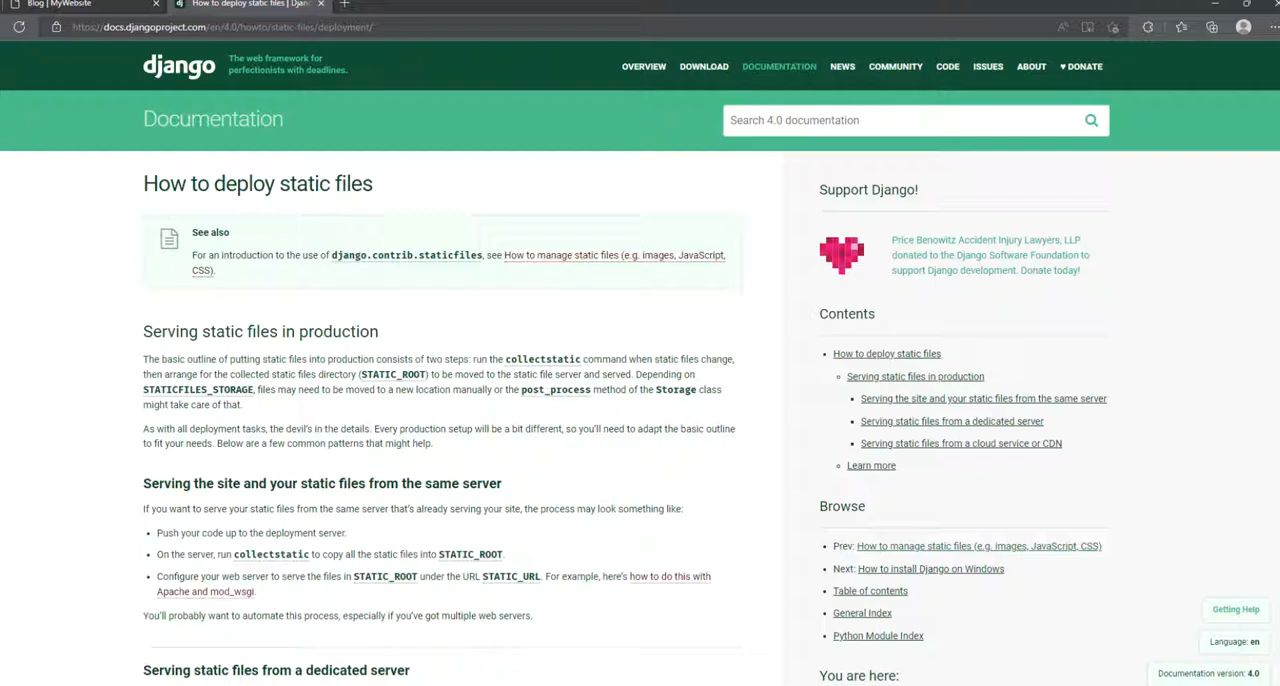 Blog | MyWebsite
How to deploy static files | Djan
https://docs.djangoproject.com/en/4.0/howto/static-files/deployment/
django
The web framework for
perfectionists with deadlines.
OVERVIEW DOWNLOAD DOCUMENTATION NEWS COMMUNITY CODE ISSUES ABOUT ♥ DONATE
Documentation
Search 4.0 documentation
How to deploy static files
See also
For an introduction to the use of django.contrib.staticfiles, see How to manage static files (e.g. images, JavaScript,
CSS).
Serving static files in production
The basic outline of putting static files into production consists of two steps: run the collectstatic command when static files change,
then arrange for the collected static files directory (STATIC_ROOT) to be moved to the static file server and served. Depending on
STATICFILES_STORAGE, files may need to be moved to a new location manually or the post_process method of the Storage class
might take care of that.
As with all deployment tasks, the devil's in the details. Every production setup will be a bit different, so you'll need to adapt the basic outline
to fit your needs. Below are a few common patterns that might help.
Serving the site and your static files from the same server
If you want to serve your static files from the same server that's already serving your site, the process may look something like:
• Push your code up to the deployment server.
• On the server, run collectstatic to copy all the static files into STATIC_ROOT.
• Configure your web server to serve the files in STATIC_ROOT under the URL STATIC_URL. For example, here's how to do this with
Apache and mod_wsgi.
You'll probably want to automate this process, especially if you've got multiple web servers.
Serving static files from a dedicated server
Support Django!
Price Benowitz Accident Injury Lawyers, LLP
donated to the Django Software Foundation to
support Django development. Donate today!
Contents
• How to deploy static files
◦ Serving static files in production
▪ Serving the site and your static files from the same server
▪ Serving static files from a dedicated server
▪ Serving static files from a cloud service or CDN
◦ Learn more
Browse
• Prev: How to manage static files (e.g. images, JavaScript, CSS)
• Next: How to install Django on Windows
• Table of contents
• General Index
• Python Module Index
You are here:
Getting Help
Language: en
Documentation version: 4.0